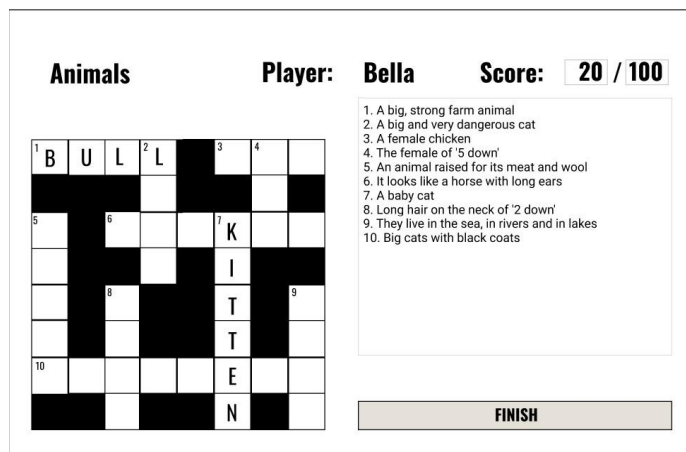 Animals Player: Bella Score: 20 / 100
1. A big, strong farm animal
2. A big and very dangerous cat
3. A female chicken
4. The female of '5 down'
5. An animal raised for its meat and wool
6. It looks like a horse with long ears
7. A baby cat
8. Long hair on the neck of '2 down'
9. They live in the sea, in rivers and in lakes
10. Big cats with black coats
1 B U L 2 L 3 4
5 6 7 K
I
8 T 9
T
10 E
N
FINISH